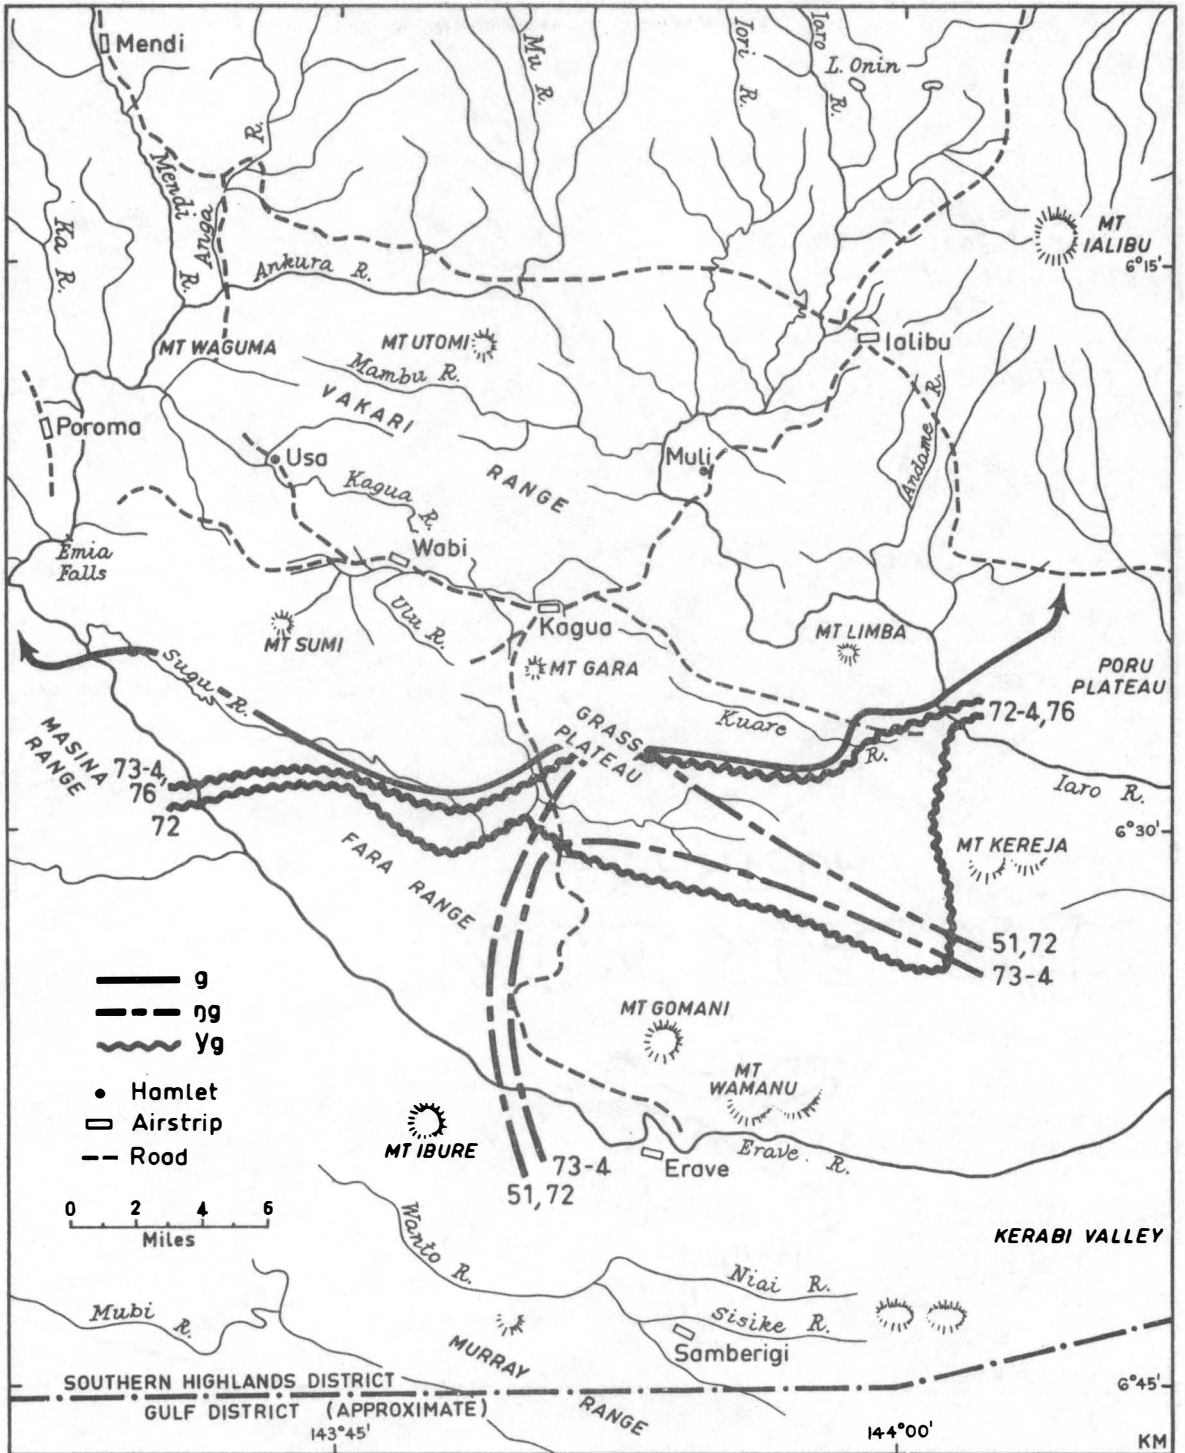 Mendi
Mu R.
Iori R.
Iaro R.
L. Onin
R.
Mendi R.
Anga
Ka R.
MT
IALIBU
6°15'
Ankura R.
MT WAGUMA
MT UTOMI
Ialibu
Mambu R.
VAKARI
RANGE
Poroma
Usa
Muli
Andame R.
Kagua R.
Wabi
Emia
Falls
Ulu R.
Kagua
MT SUMI
MT LIMBA
MT GARA
PORU
PLATEAU
Sugu R.
72-4,76
GRASS
PLATEAU
Kuare R.
MASINA
RANGE
73-4,
76
72
Iaro R.
6°30'
MT KEREJA
FARA RANGE
51,72
73-4
g
ŋg
Yg
Hamlet
Airstrip
Road
MT GOMANI
MT
WAMANU
MT IBURE
Erave R.
Erave
73-4
51,72
0 2 4 6
Miles
Wanto R.
KERABI VALLEY
Niai R.
Sisike R.
Mubi R.
Samberigi
MURRAY
RANGE
SOUTHERN HIGHLANDS DISTRICT
GULF DISTRICT (APPROXIMATE)
6°45'
143°45'
144°00'
KM